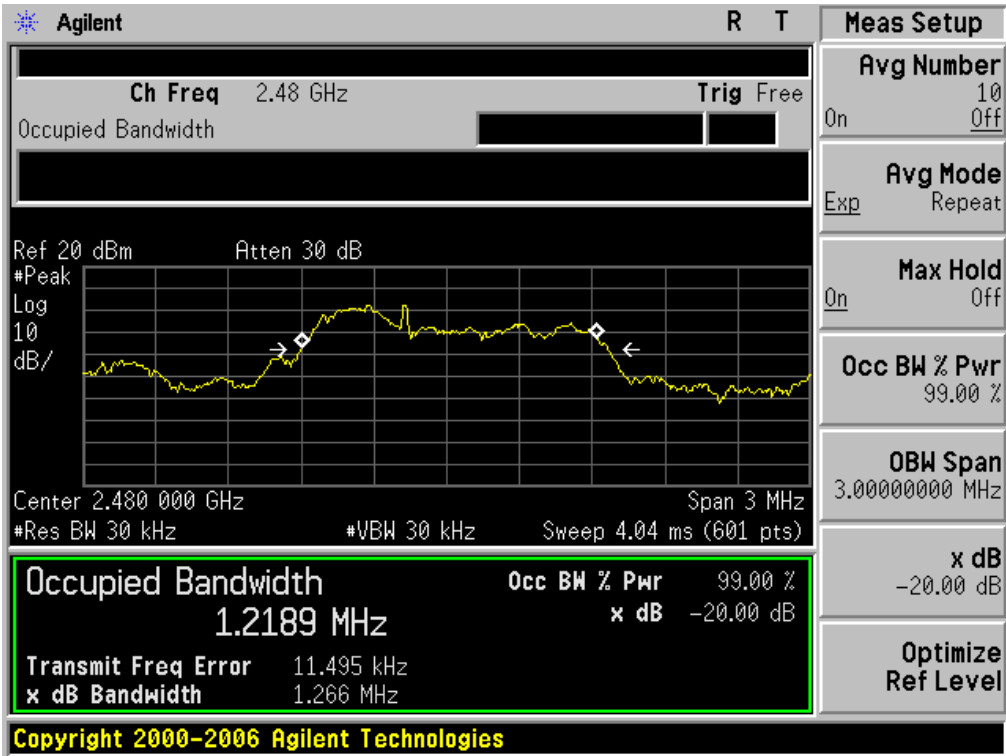 Agilent R T
Ch Freq 2.48 GHz Trig Free
Occupied Bandwidth
Ref 20 dBm Atten 30 dB
#Peak
Log
10
dB/
Center 2.480 000 GHz Span 3 MHz
#Res BW 30 kHz #VBW 30 kHz Sweep 4.04 ms (601 pts)
Occupied Bandwidth Occ BW % Pwr 99.00 %
1.2189 MHz x dB -20.00 dB
Transmit Freq Error 11.495 kHz
x dB Bandwidth 1.266 MHz
Copyright 2000-2006 Agilent Technologies
Meas Setup
Avg Number
10
On Off
Avg Mode
Exp Repeat
Max Hold
On Off
Occ BW % Pwr
99.00 %
OBW Span
3.00000000 MHz
x dB
-20.00 dB
Optimize
Ref Level